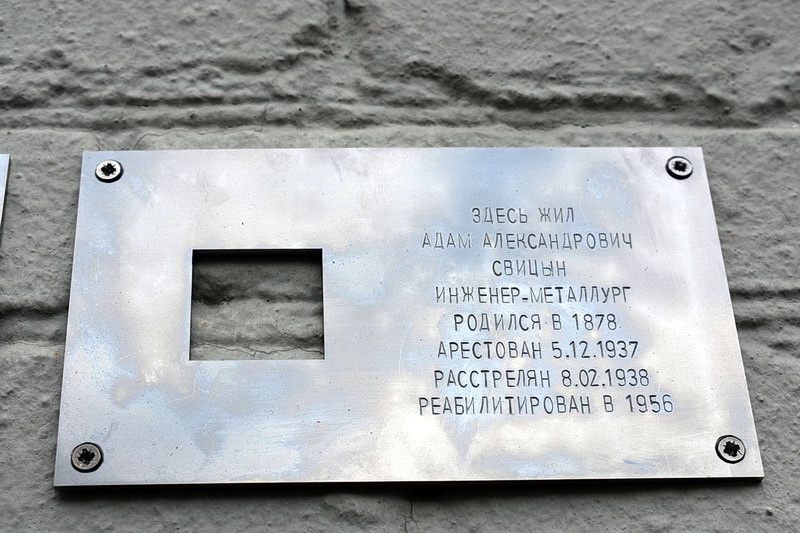 ЗДЕСЬ ЖИЛ
АДАМ АЛЕКСАНДРОВИЧ
СВИЦЫН
ИНЖЕНЕР-МЕТАЛЛУРГ
РОДИЛСЯ В 1878
АРЕСТОВАН 5.12.1937
РАССТРЕЛЯН 8.02.1938
РЕАБИЛИТИРОВАН В 1956